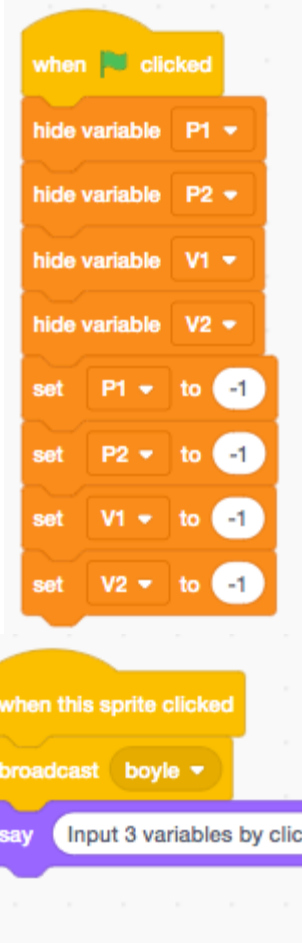 when clicked
hide variable P1
hide variable P2
hide variable V1
hide variable V2
set P1 to -1
set P2 to -1
set V1 to -1
set V2 to -1
when this sprite clicked
broadcast boyle
say Input 3 variables by clic